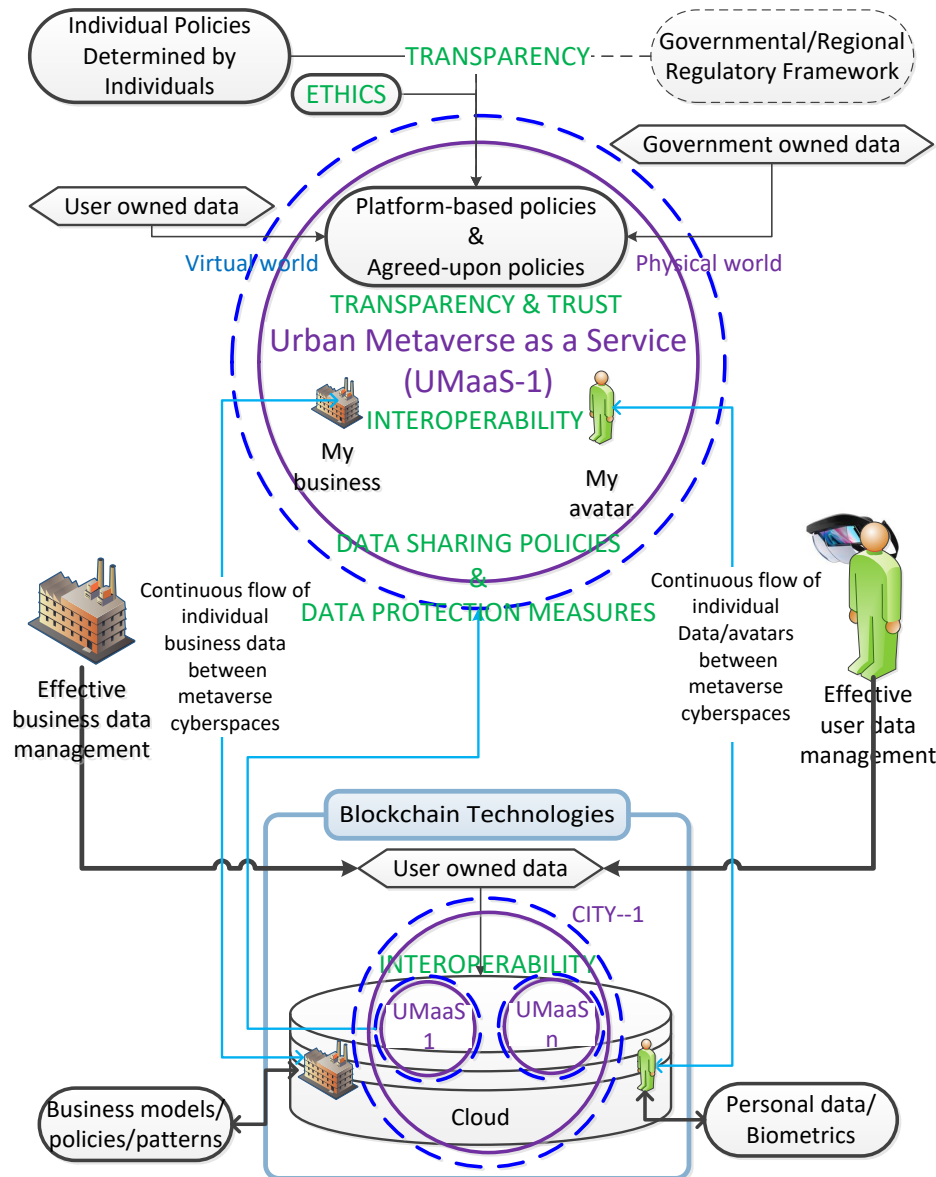 Individual Policies
Determined by
Individuals
TRANSPARENCY
Governmental/Regional
Regulatory Framework
ETHICS
Government owned data
User owned data
Platform-based policies
&
Agreed-upon policies
Virtual world
Physical world
TRANSPARENCY & TRUST
Urban Metaverse as a Service
(UMaaS-1)
INTEROPERABILITY
My
business
My
avatar
DATA SHARING POLICIES
&
DATA PROTECTION MEASURES
Continuous flow of
individual
business data
between
metaverse
cyberspaces
Continuous flow of
individual
Data/avatars
between
metaverse
cyberspaces
Effective
business data
management
Effective
user data
management
Blockchain Technologies
User owned data
CITY--1
INTEROPERABILITY
UMaaS
1
UMaaS
n
Cloud
Business models/
policies/patterns
Personal data/
Biometrics